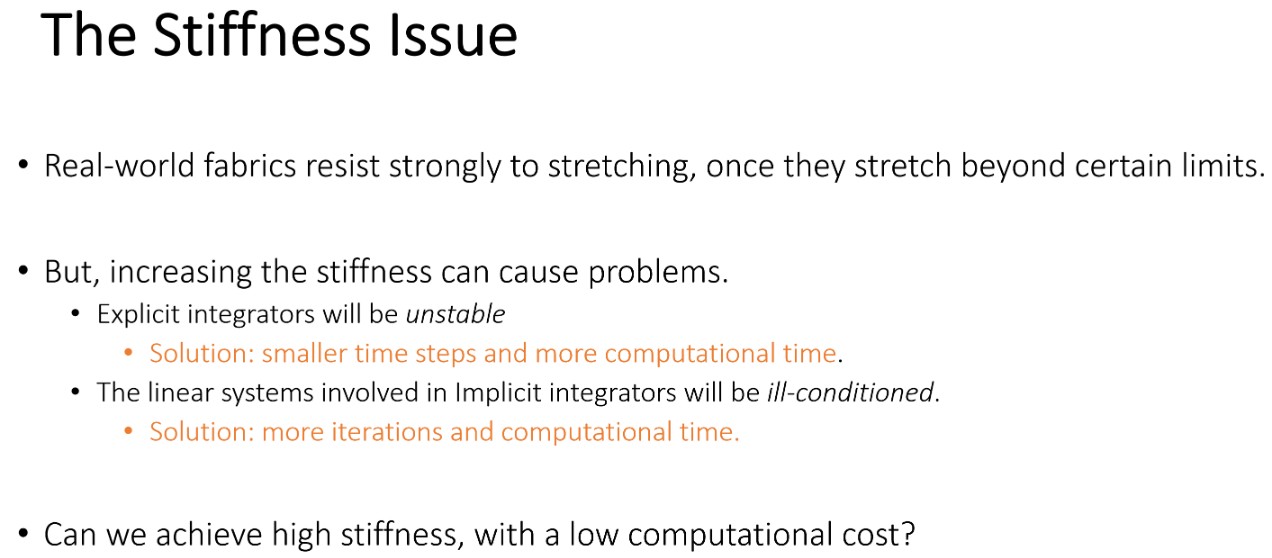 The Stiffness Issue
• Real-world fabrics resist strongly to stretching, once they stretch beyond certain limits.
• But, increasing the stiffness can cause problems.
• Explicit integrators will be unstable
• Solution: smaller time steps and more computational time.
• The linear systems involved in Implicit integrators will be ill-conditioned.
• Solution: more iterations and computational time.
• Can we achieve high stiffness, with a low computational cost?